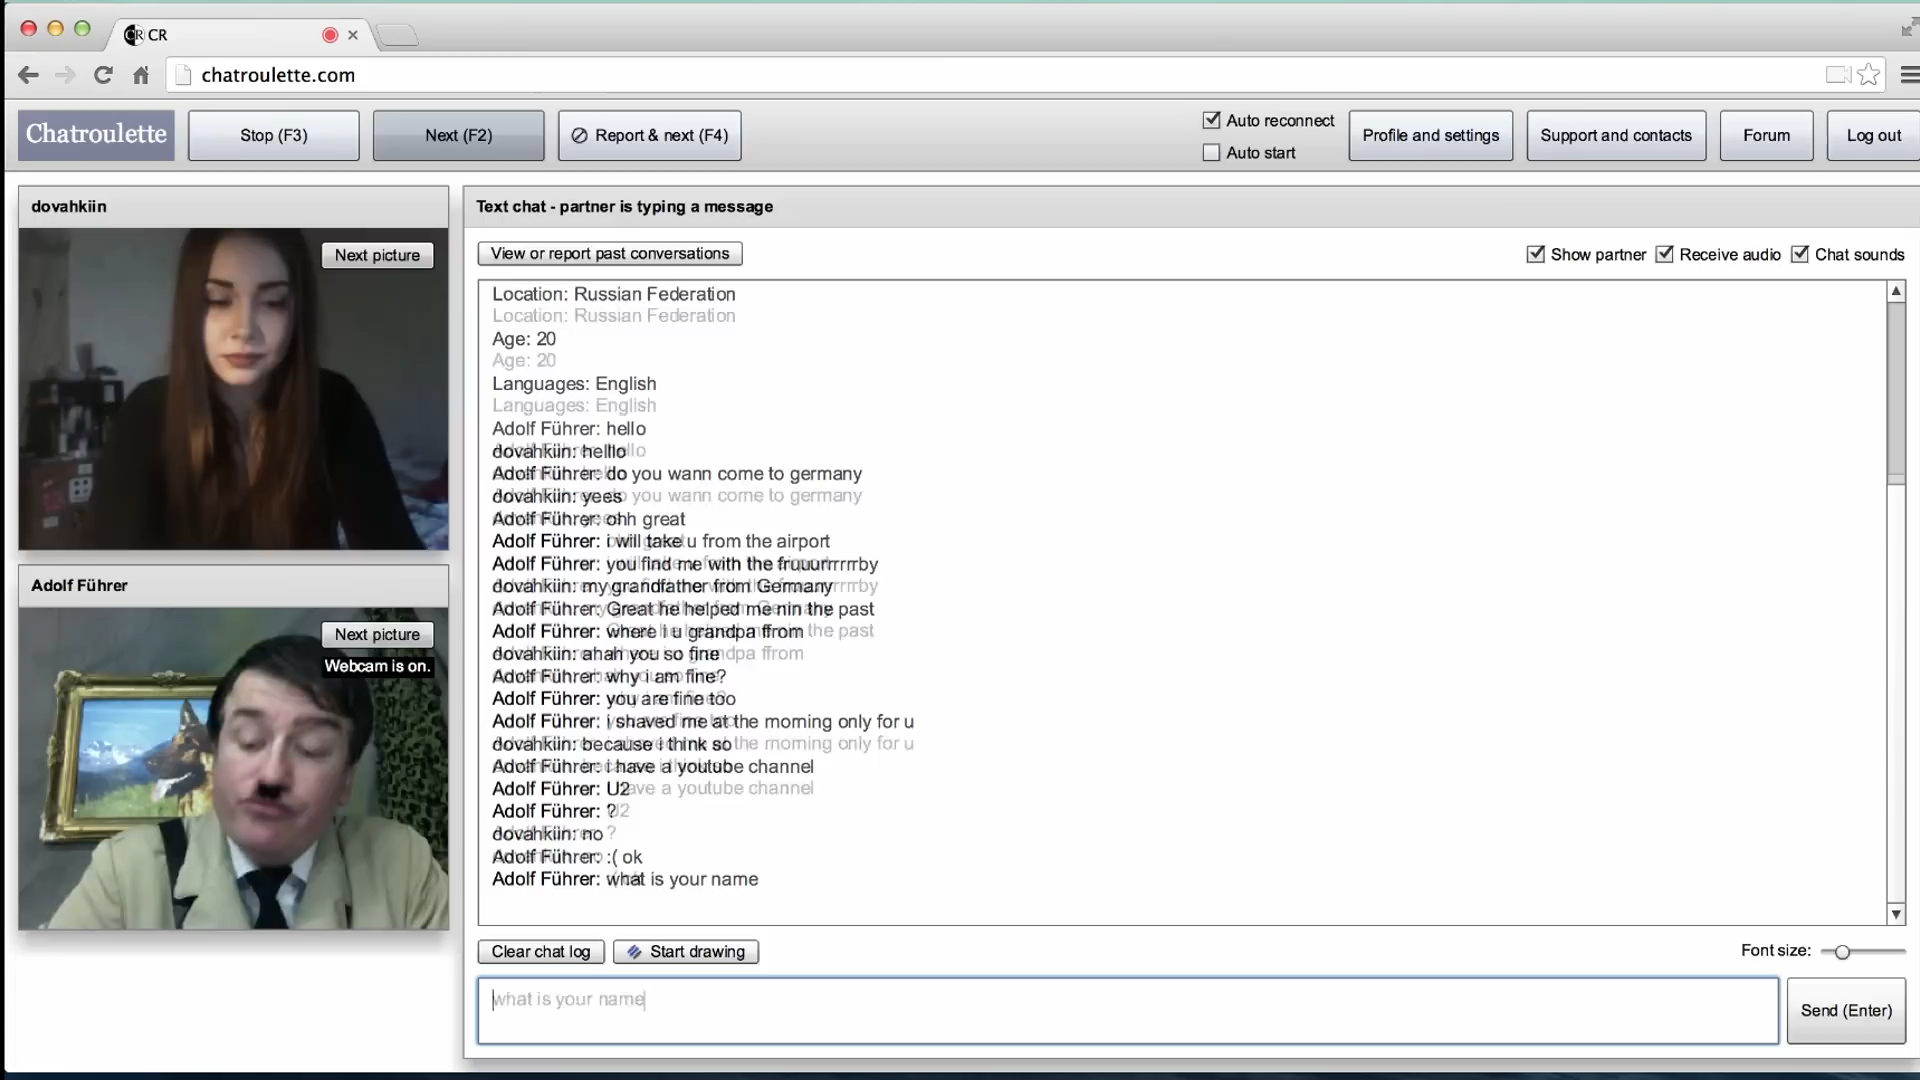 CR
chatroulette.com
Chatroulette
Stop (F3)
Next (F2)
Report & next (F4)
Auto reconnect
Auto start
Profile and settings
Support and contacts
Forum
Log out
dovahkiin
Next picture
Adolf Führer
Next picture
Webcam is on.
Text chat - partner is typing a message
View or report past conversations
Show partner
Receive audio
Chat sounds
Location: Russian Federation
Location: Russian Federation
Age: 20
Age: 20
Languages: English
Languages: English
Adolf Führer: hello
dovahkiin: helllo
Adolf Führer: do you wann come to germany
dovahkiin: yees
Adolf Führer: ohh great
Adolf Führer: i will take u from the airport
Adolf Führer: you find me with the fruuurrrrrby
dovahkiin: my grandfather from Germany
Adolf Führer: Great he helped me nin the past
Adolf Führer: where i u grandpa ffrom
dovahkiin: ahah you so fine
Adolf Führer: why i am fine?
Adolf Führer: you are fine too
Adolf Führer: i shaved me at the morning only for u
dovahkiin: because i think so
Adolf Führer: i have a youtube channel
Adolf Führer: U2
Adolf Führer: ?
dovahkiin: no
Adolf Führer: :( ok
Adolf Führer: what is your name
Clear chat log
Start drawing
Font size:
what is your name
Send (Enter)